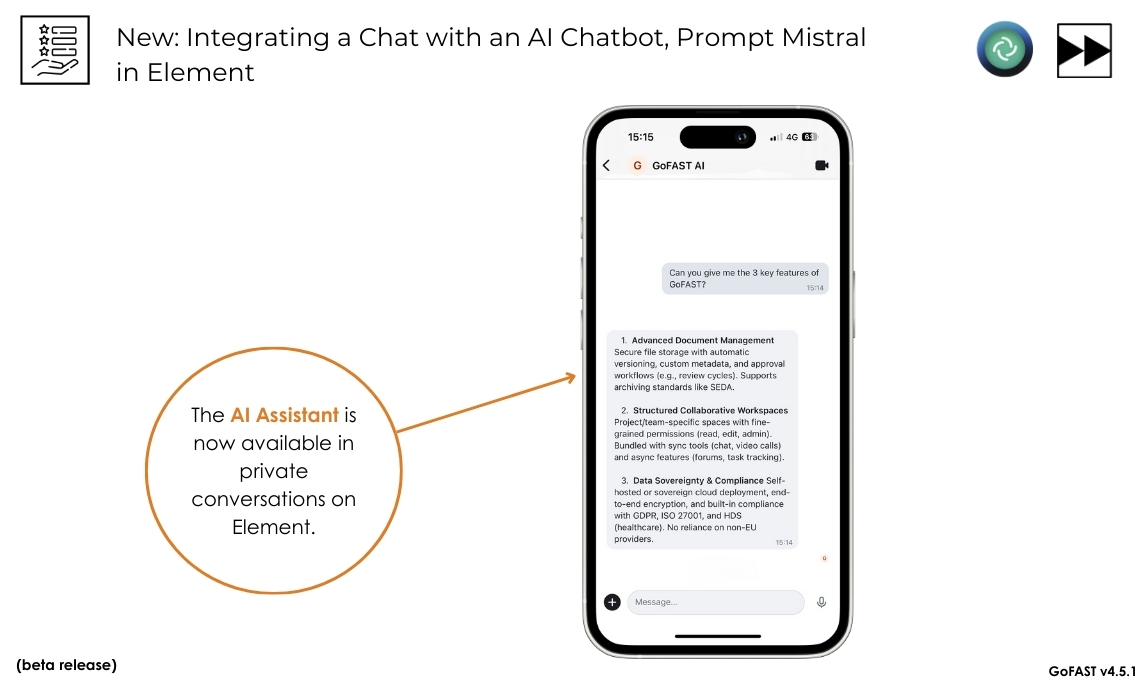 New: Integrating a Chat with an AI Chatbot, Prompt Mistral
in Element
15:15
4G
63
G
GoFAST AI
Can you give me the 3 key features of
GoFAST?
15:14
1. Advanced Document Management
Secure file storage with automatic
versioning, custom metadata, and approval
workflows (e.g., review cycles). Supports
archiving standards like SEDA.
2. Structured Collaborative Workspaces
Project/team-specific spaces with fine-
grained permissions (read, edit, admin).
Bundled with sync tools (chat, video calls)
and async features (forums, task tracking).
3. Data Sovereignty & Compliance Self-
hosted or sovereign cloud deployment, end-
to-end encryption, and built-in compliance
with GDPR, ISO 27001, and HDS
(healthcare). No reliance on non-EU
providers.
15:14
G
Message...
The AI Assistant is
now available in
private
conversations on
Element.
(beta release)
GoFAST v4.5.1